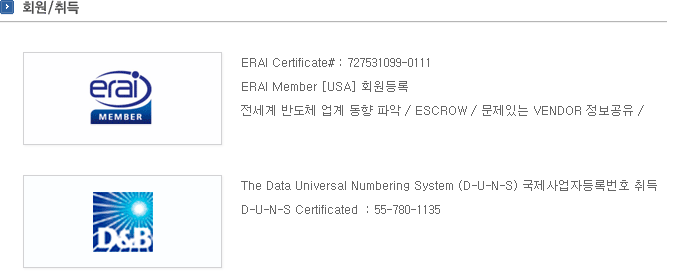 회원/취득
erai
MEMBER
ERAI Certificate# : 727531099-0111
ERAI Member [USA] 회원등록
전세계 반도체 업계 동향 파악 / ESCROW / 문제있는 VENDOR 정보공유 /
D&B
The Data Universal Numbering System (D-U-N-S) 국제사업자등록번호 취득
D-U-N-S Certificated : 55-780-1135